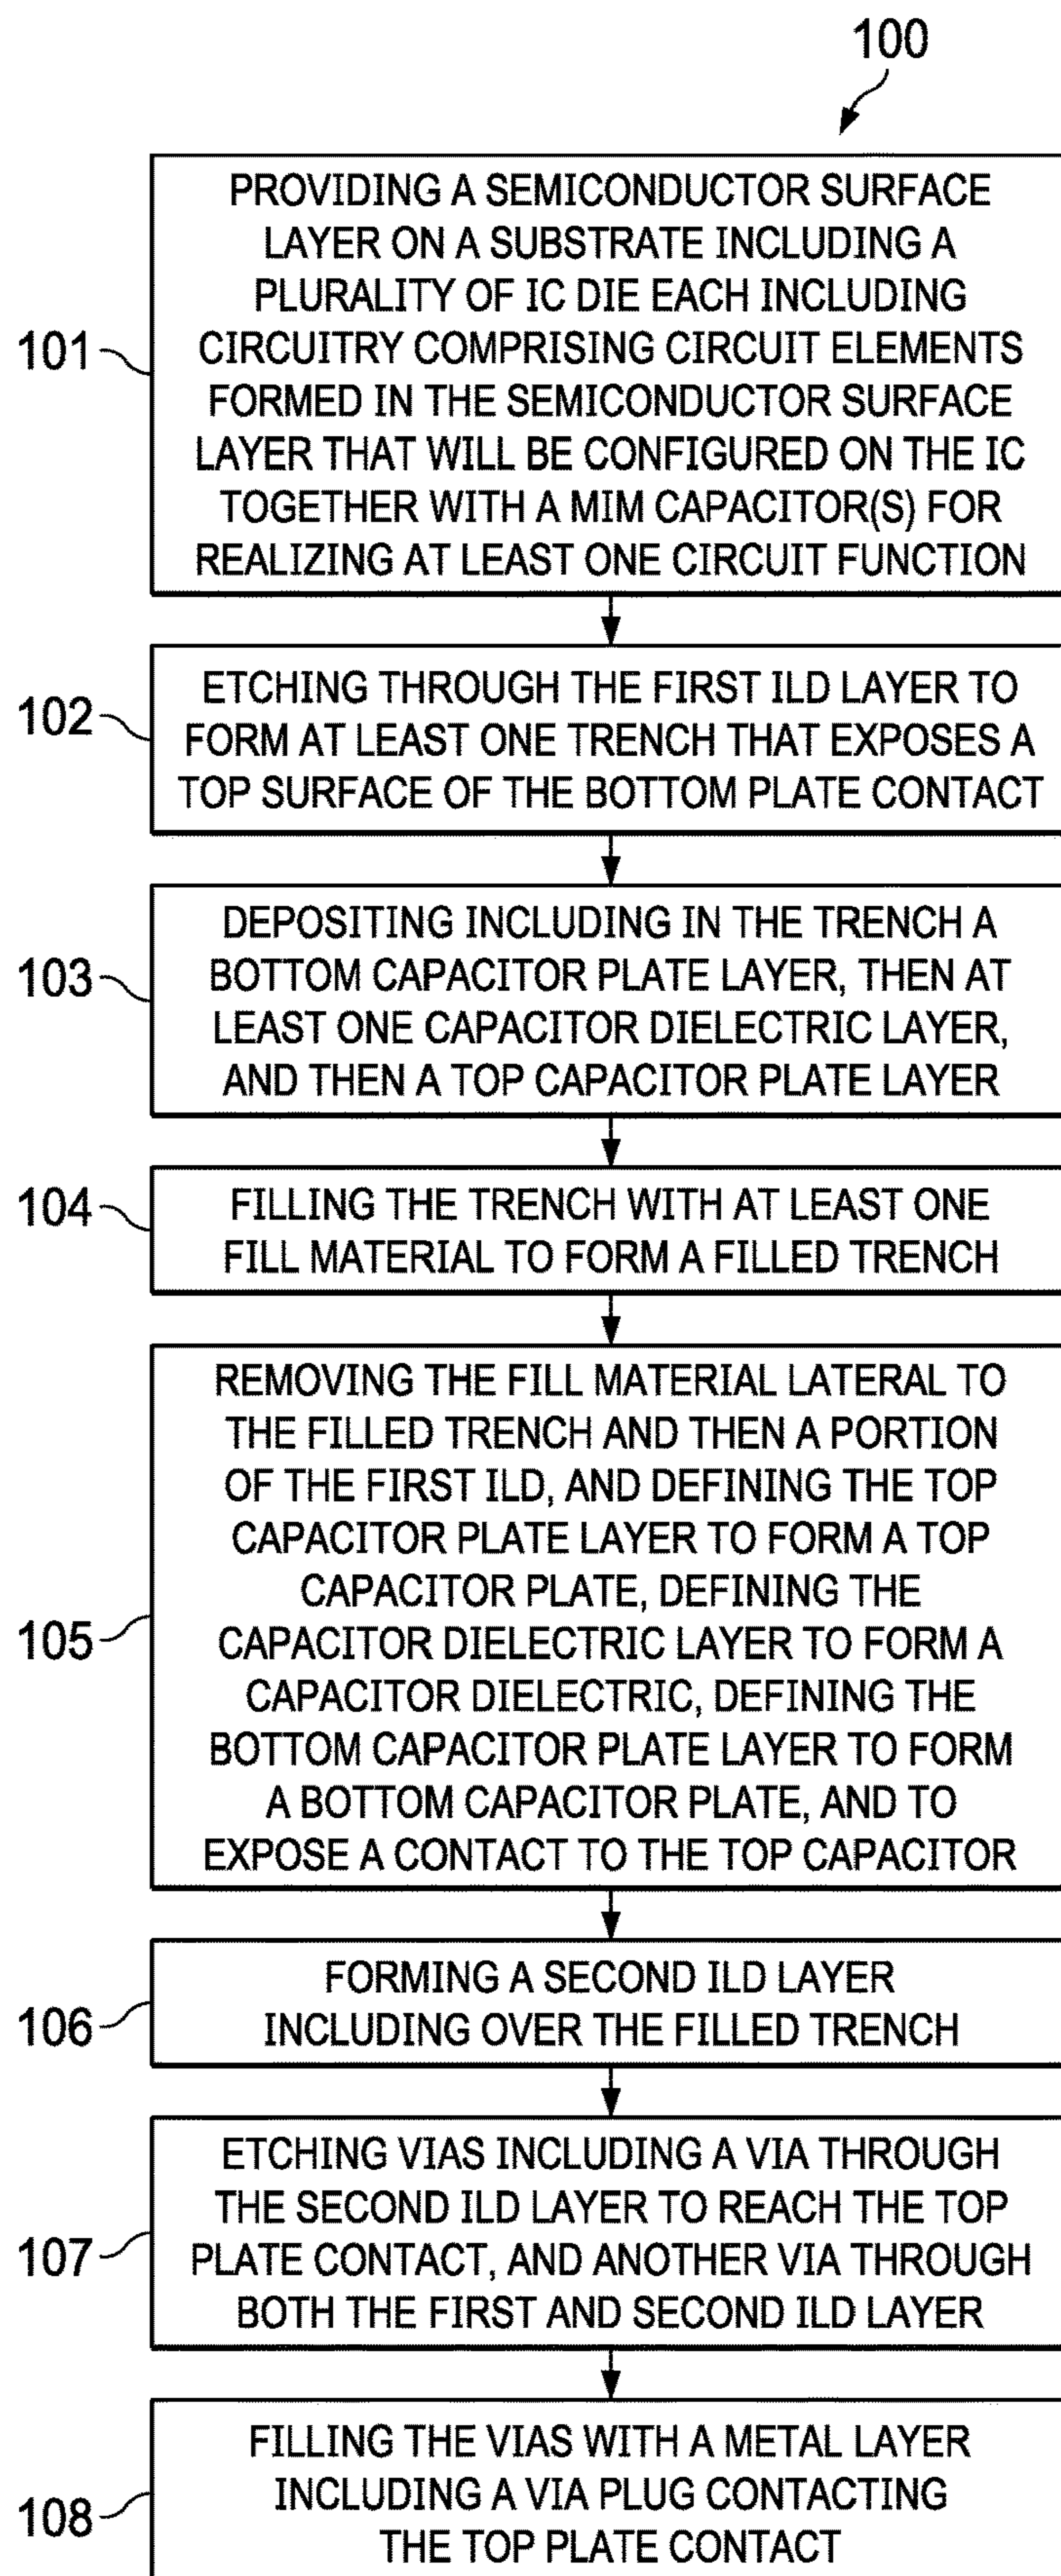 100
101
PROVIDING A SEMICONDUCTOR SURFACE
LAYER ON A SUBSTRATE INCLUDING A
PLURALITY OF IC DIE EACH INCLUDING
CIRCUITRY COMPRISING CIRCUIT ELEMENTS
FORMED IN THE SEMICONDUCTOR SURFACE
LAYER THAT WILL BE CONFIGURED ON THE IC
TOGETHER WITH A MIM CAPACITOR(S) FOR
REALIZING AT LEAST ONE CIRCUIT FUNCTION
102
ETCHING THROUGH THE FIRST ILD LAYER TO
FORM AT LEAST ONE TRENCH THAT EXPOSES A
TOP SURFACE OF THE BOTTOM PLATE CONTACT
103
DEPOSITING INCLUDING IN THE TRENCH A
BOTTOM CAPACITOR PLATE LAYER, THEN AT
LEAST ONE CAPACITOR DIELECTRIC LAYER,
AND THEN A TOP CAPACITOR PLATE LAYER
104
FILLING THE TRENCH WITH AT LEAST ONE
FILL MATERIAL TO FORM A FILLED TRENCH
105
REMOVING THE FILL MATERIAL LATERAL TO
THE FILLED TRENCH AND THEN A PORTION
OF THE FIRST ILD, AND DEFINING THE TOP
CAPACITOR PLATE LAYER TO FORM A TOP
CAPACITOR PLATE, DEFINING THE
CAPACITOR DIELECTRIC LAYER TO FORM A
CAPACITOR DIELECTRIC, DEFINING THE
BOTTOM CAPACITOR PLATE LAYER TO FORM
A BOTTOM CAPACITOR PLATE, AND TO
EXPOSE A CONTACT TO THE TOP CAPACITOR
106
FORMING A SECOND ILD LAYER
INCLUDING OVER THE FILLED TRENCH
107
ETCHING VIAS INCLUDING A VIA THROUGH
THE SECOND ILD LAYER TO REACH THE TOP
PLATE CONTACT, AND ANOTHER VIA THROUGH
BOTH THE FIRST AND SECOND ILD LAYER
108
FILLING THE VIAS WITH A METAL LAYER
INCLUDING A VIA PLUG CONTACTING
THE TOP PLATE CONTACT